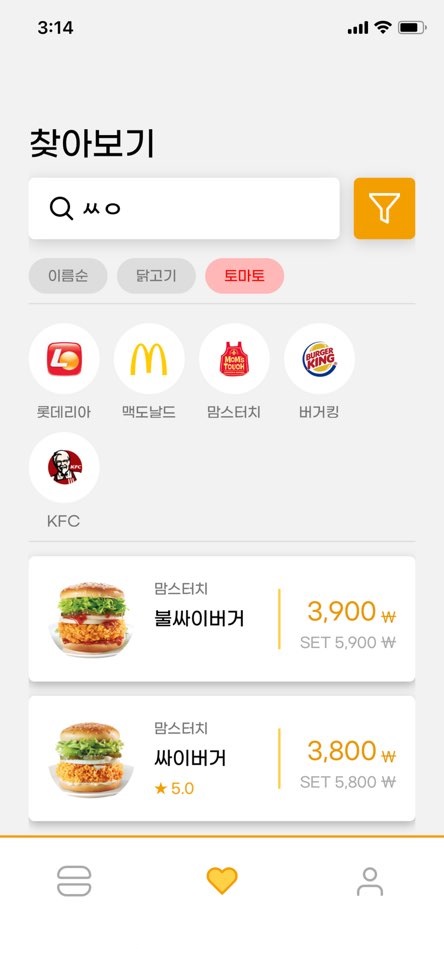 3:14
찾아보기
ㅆㅇ
이름순 닭고기 토마토
MOM'S TOUCH
BURGER KING
롯데리아 맥도날드 맘스터치 버거킹
KFC
KFC
맘스터치
불싸이버거
3,900 ₩
SET 5,900 ₩
맘스터치
싸이버거
★ 5.0
3,800 ₩
SET 5,800 ₩